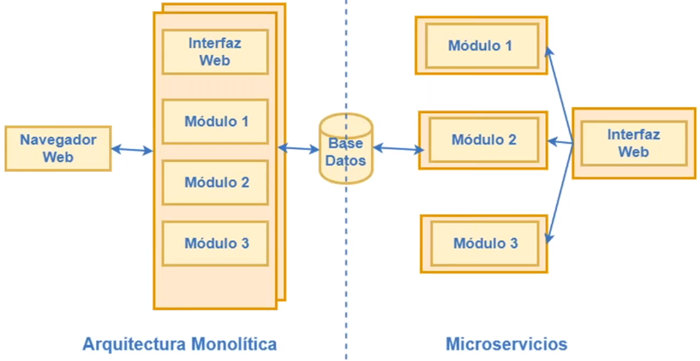 Navegador
Web
Interfaz
Web
Módulo 1
Módulo 2
Módulo 3
Base
Datos
Módulo 1
Módulo 2
Módulo 3
Interfaz
Web
Arquitectura Monolítica
Microservicios